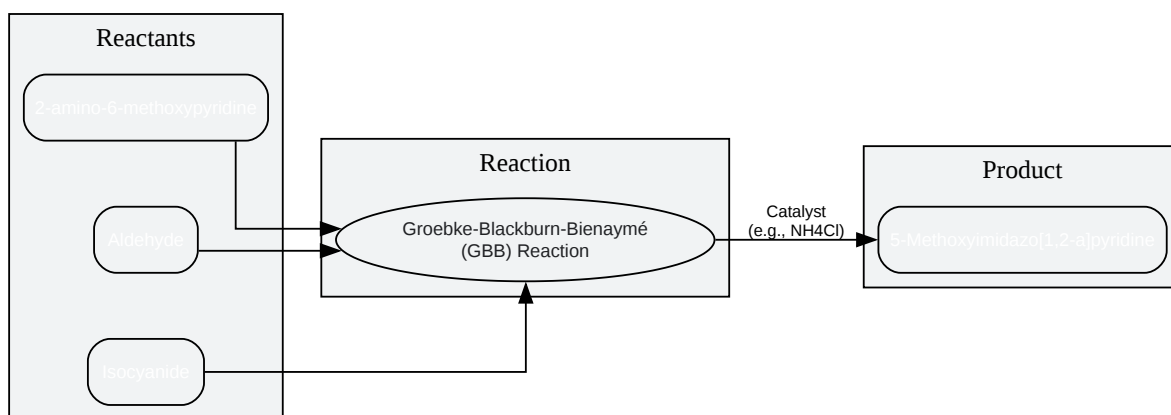 Reactants
2-amino-6-methoxypyridine
Aldehyde
Isocyanide
Reaction
Groebke-Blackburn-Bienaymé
(GBB) Reaction
Catalyst
(e.g., NH4Cl)
Product
5-Methoxyimidazo[1,2-a]pyridine